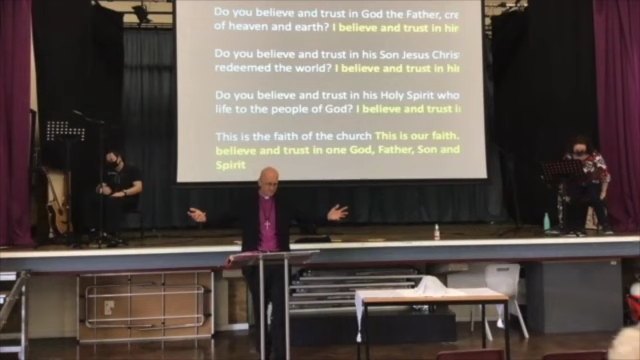 Do you believe and trust in God the Father, cre
of heaven and earth? I believe and trust in hir
Do you believe and trust in his Son Jesus Chris
redeemed the world? I believe and trust in hir
Do you believe and trust in his Holy Spirit who
life to the people of God? I believe and trust i
This is the faith of the church This is our faith.
believe and trust in one God, Father, Son and
Spirit